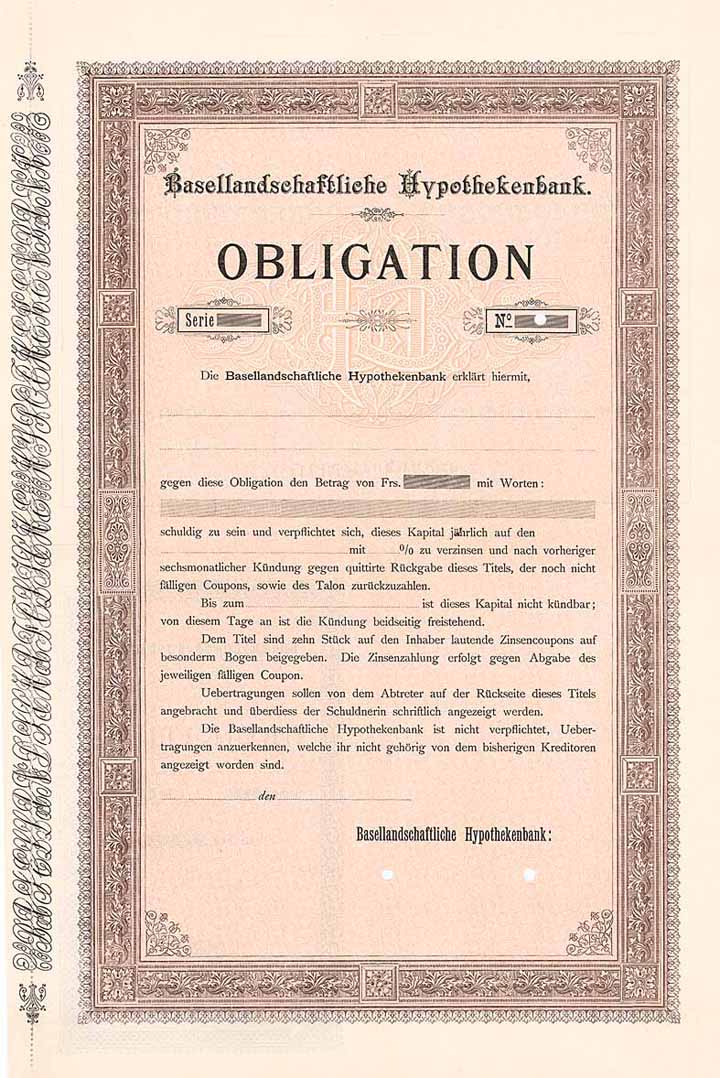 Basellandschaftliche Hypothekenbank.
OBLIGATION
Serie
No.
Die Basellandschaftliche Hypothekenbank erklärt hiermit,
gegen diese Obligation den Betrag von Frs. mit Worten:
schuldig zu sein und verpflichtet sich, dieses Kapital jährlich auf den
mit % zu verzinsen und nach vorheriger
sechsmonatlicher Kündung gegen quittirte Rückgabe dieses Titels, der noch nicht
fälligen Coupons, sowie des Talon zurückzuzahlen.
Bis zum ist dieses Kapital nicht kündbar;
von diesem Tage an ist die Kündung beidseitig freistehend.
Dem Titel sind zehn Stück auf den Inhaber lautende Zinsencoupons auf
besonderm Bogen beigegeben. Die Zinsenzahlung erfolgt gegen Abgabe des
jeweiligen fälligen Coupon.
Uebertragungen sollen von dem Abtreter auf der Rückseite dieses Titels
angebracht und überdiess der Schuldnerin schriftlich angezeigt werden.
Die Basellandschaftliche Hypothekenbank ist nicht verpflichtet, Ueber-
tragungen anzuerkennen, welche ihr nicht gehörig von dem bisherigen Kreditoren
angezeigt worden sind.
den
Basellandschaftliche Hypothekenbank: